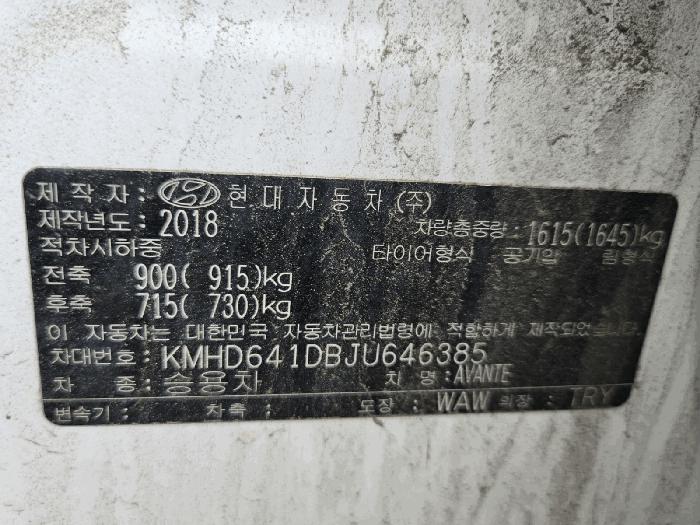 제 작 자 : 현대자동차(주)
제작년도 : 2018 차량총중량 : 1615(1645)kg
적차시하중 타이어형식 공기압 림형식
전축 900( 915)kg
후축 715( 730)kg
이 자동차는 대한민국 자동차관리법령에 적합하게 제작되었습니다.
차대번호 : KMHD641DBJU646385
차 종 : 승용차 차 명 : AVANTE
변속기 : 차축 : 도장 : WAW 의장 : TRY